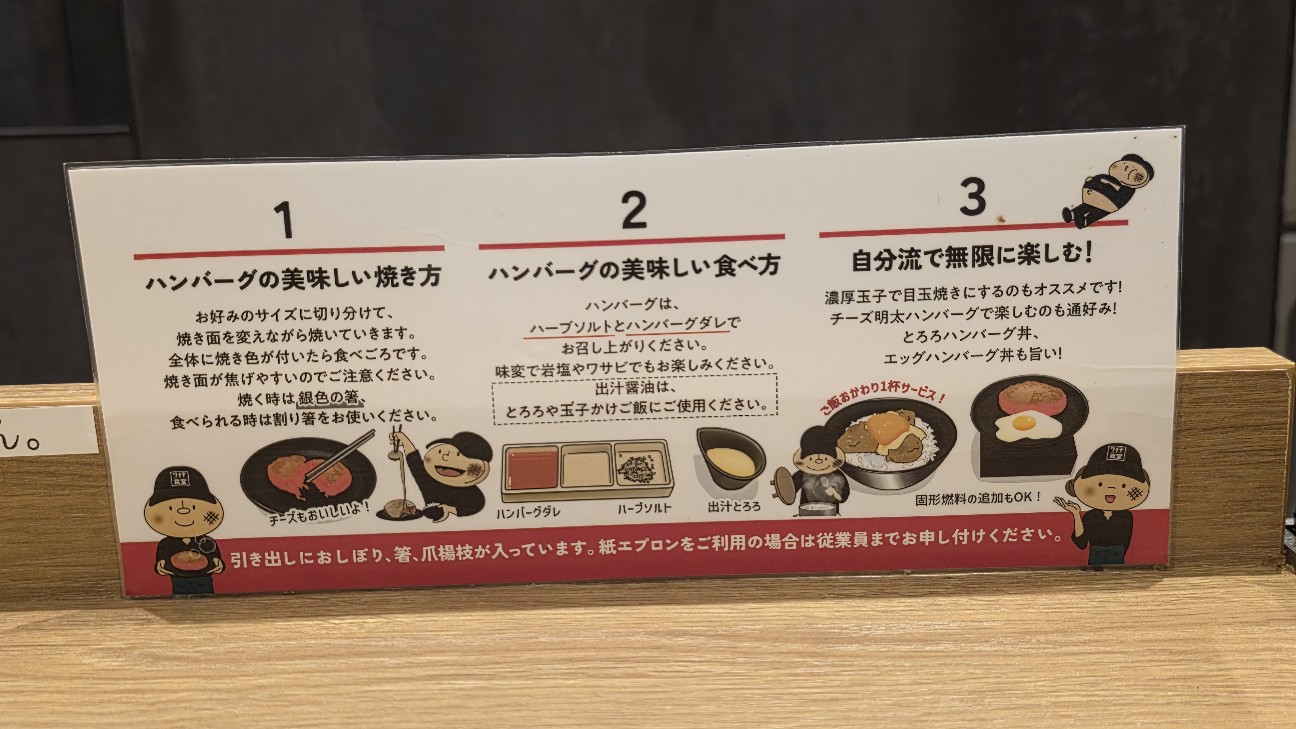 ん。
1
ハンバーグの美味しい焼き方
お好みのサイズに切り分けて、
焼き面を変えながら焼いていきます。
全体に焼き色が付いたら食べごろです。
焼き面が焦げやすいのでご注意ください。
焼く時は銀色の箸、
食べられる時は割り箸をお使いください。
チーズもおいしいよ!
2
ハンバーグの美味しい食べ方
ハンバーグは、
ハーブソルトとハンバーグダレで
お召し上がりください。
味変で岩塩やワサビでもお楽しみください。
出汁醤油は、
とろろや玉子かけご飯にご使用ください。
ハンバーグダレ
ハーブソルト
出汁とろろ
3
自分流で無限に楽しむ!
濃厚玉子で目玉焼きにするのもオススメです!
チーズ明太ハンバーグで楽しむのも通好み!
とろろハンバーグ丼、
エッグハンバーグ丼も旨い!
ご飯おかわり1杯サービス!
固形燃料の追加もOK!
引き出しにおしぼり、箸、爪楊枝が入っています。紙エプロンをご利用の場合は従業員までお申し付けください。